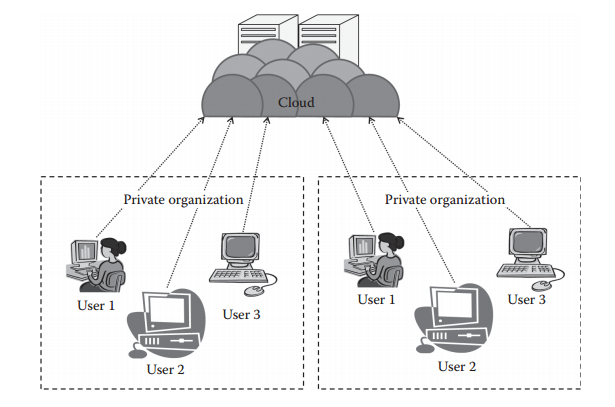 Cloud
Private organization
User 1
User 2
User 3
Private organization
User 1
User 2
User 3